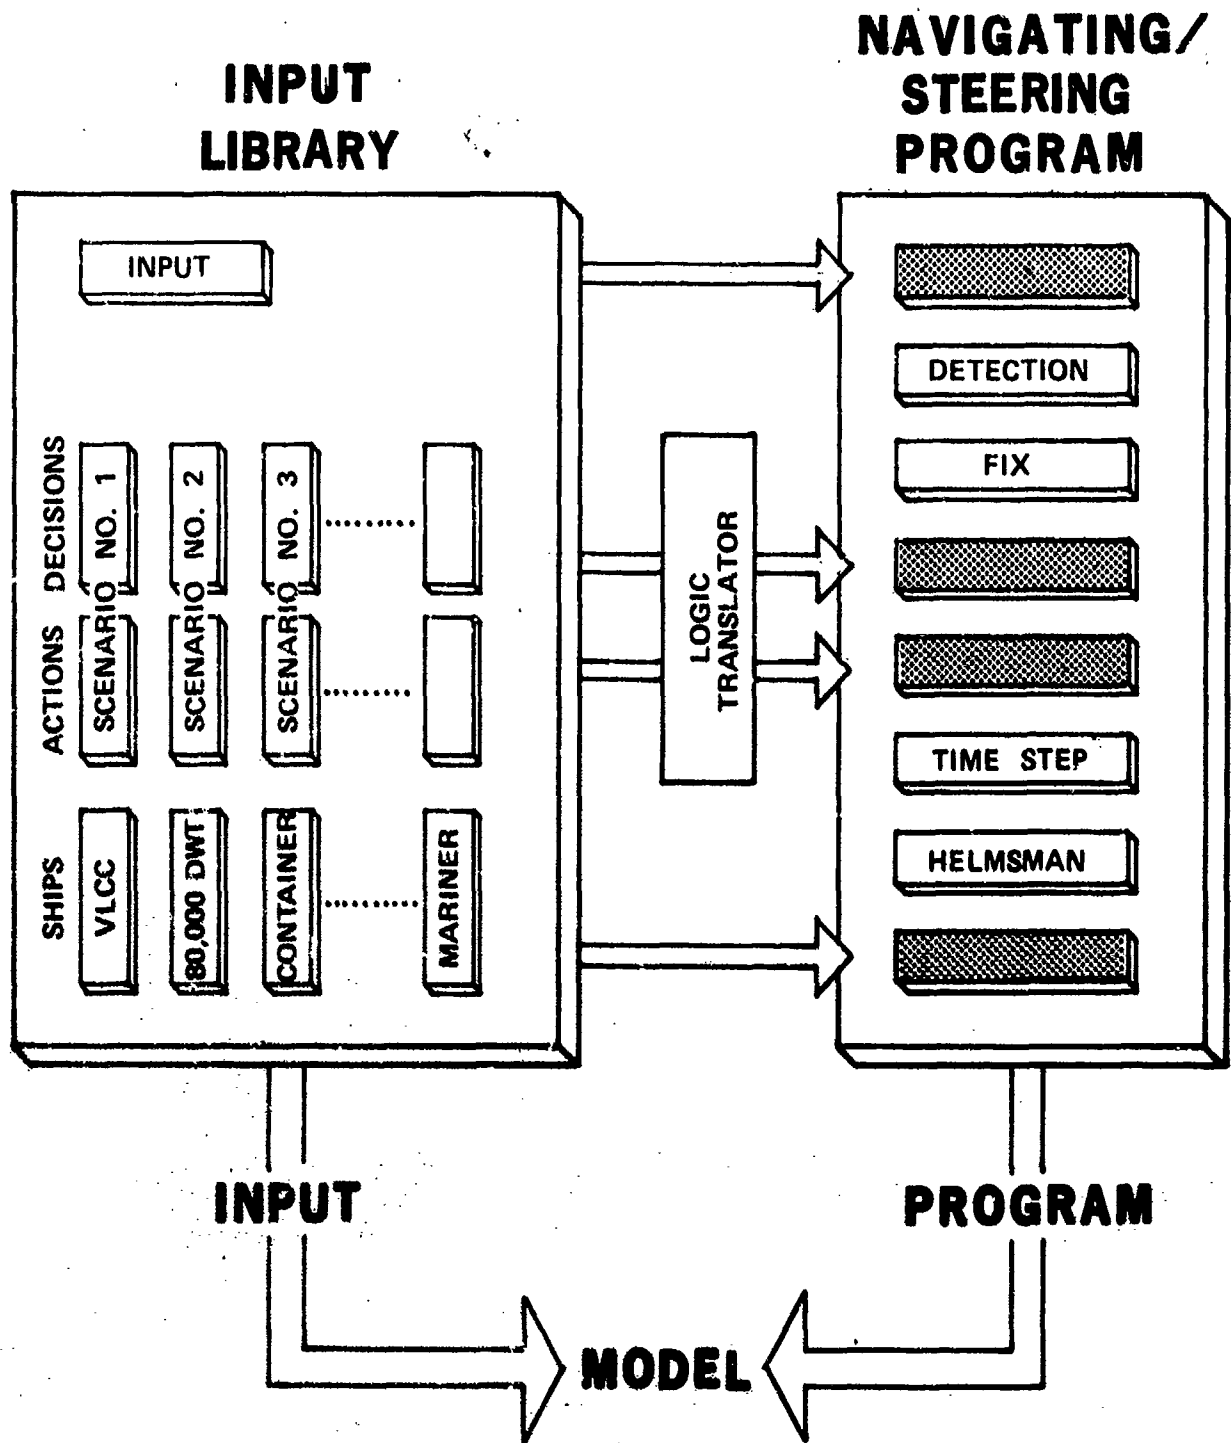 INPUT
LIBRARY
NAVIGATING/
STEERING
PROGRAM
INPUT
DECISIONS
ACTIONS
SCENARIO NO. 1
SCENARIO NO. 2
SCENARIO NO. 3
SHIPS
VLCC
80,000 DWT
CONTAINER
MARINER
LOGIC
TRANSLATOR
DETECTION
FIX
TIME STEP
HELMSMAN
INPUT
PROGRAM
MODEL